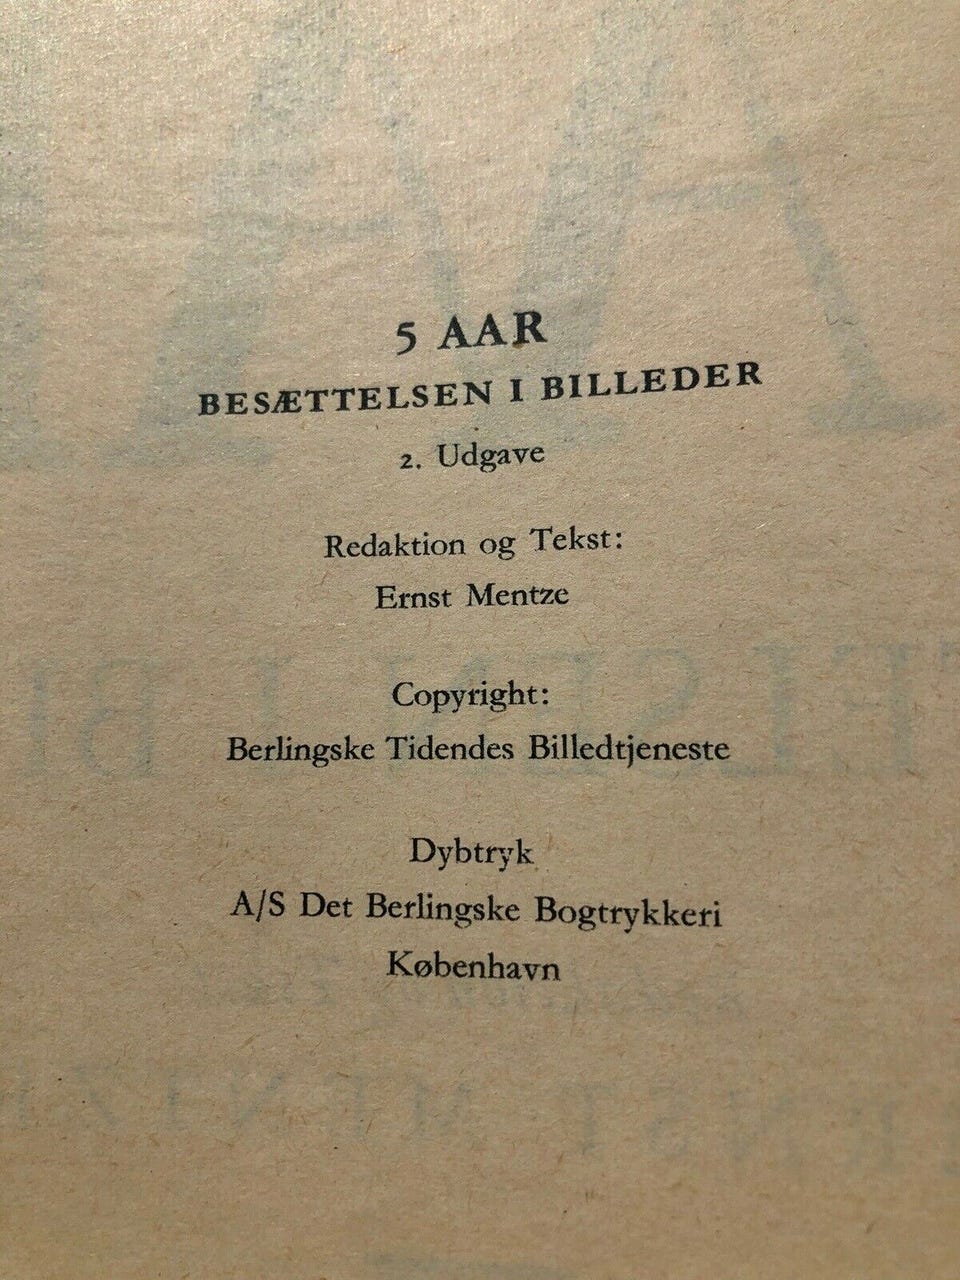 5 AAR
BESÆTTELSEN I BILLEDER
2. Udgave
Redaktion og Tekst:
Ernst Mentze
Copyright:
Berlingske Tidendes Billedtjeneste
Dybtryk
A/S Det Berlingske Bogtrykkeri
København